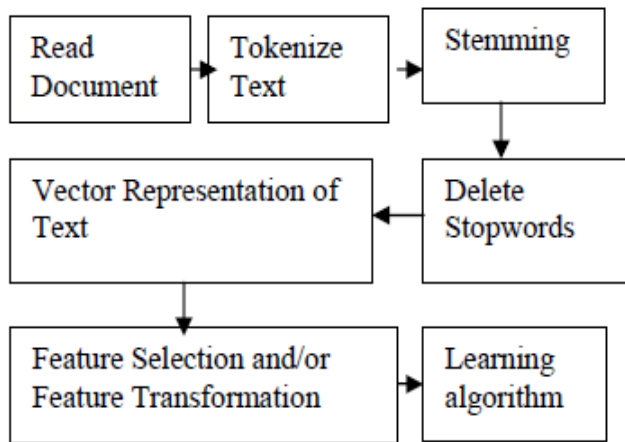 Read
Document
Tokenize
Text
Stemming
Vector Representation of
Text
Delete
Stopwords
Feature Selection and/or
Feature Transformation
Learning
algorithm